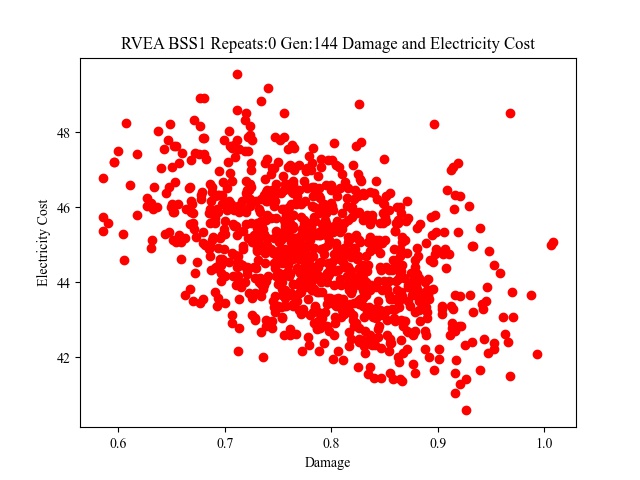 RVEA BSS1 Repeats:0 Gen:144 Damage and Electricity Cost
48
46
44
42
Electricity Cost
0.6 0.7 0.8 0.9 1.0
Damage